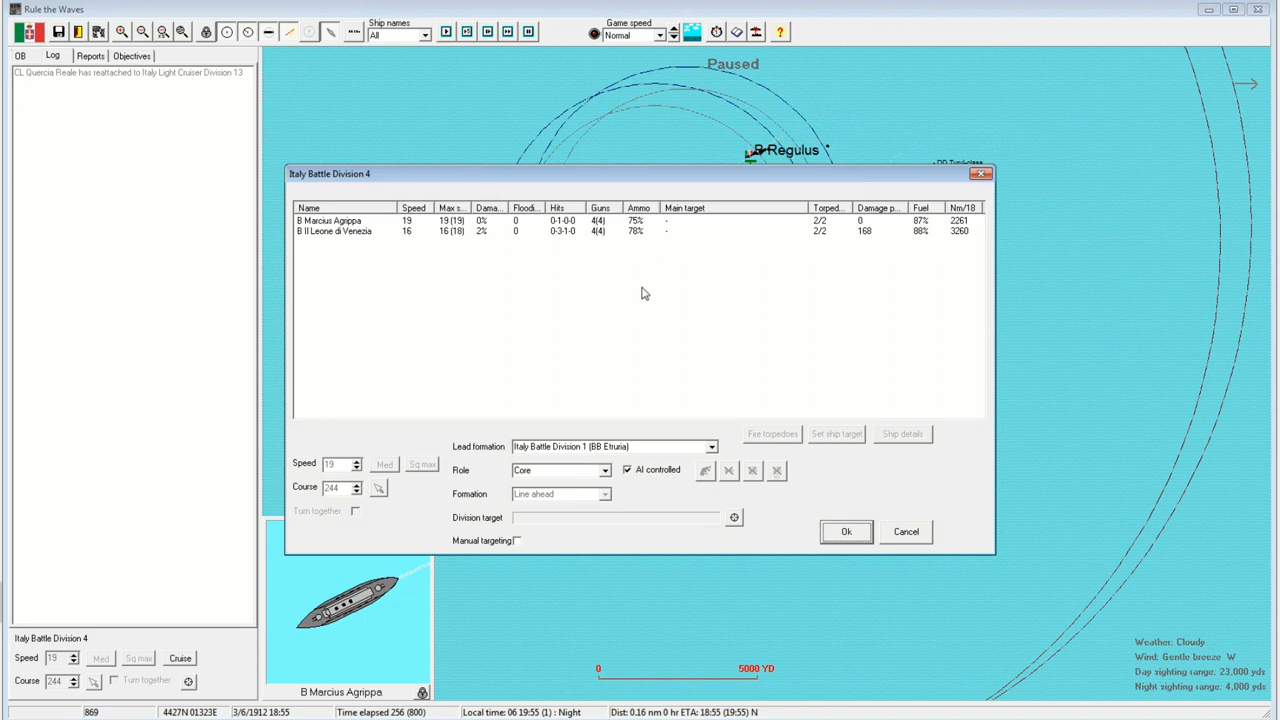 Rule the Waves
Ship names
All
Game speed
Normal
OB Log Reports Objectives
CL Quercia Reale has reattached to Italy Light Cruiser Division 13
Paused
B Regulus
Italy Battle Division 4
Name Speed Max s... Dama... Floodi... Hits Guns Ammo Main target Torped... Damage p... Fuel Nm/18
B Marcius Agrippa 19 19 (19) 0% 0 0-1-0-0 4(4) 75% - 2/2 0 87% 2261
B Il Leone di Venezia 16 16 (18) 2% 0 0-3-1-0 4(4) 78% - 2/2 168 88% 3260
Fire torpedoes Set ship target Ship details
Lead formation Italy Battle Division 1 (BB Etruria)
Speed 19 Med Sq max
Role Core AI controlled
Course 244
Formation Line ahead
Turn together
Division target
Manual targeting
Ok Cancel
Italy Battle Division 4
Speed 19 Med Sq max Cruise
Course 244 Turn together
B Marcius Agrippa
0 5000 YD
Weather: Cloudy
Wind: Gentle breeze W
Day sighting range: 23,000 yds
Night sighting range: 4,000 yds
869 4427N 01323E 3/6/1912 18:55 Time elapsed 256 (800) Local time: 06 19:55 (1) : Night Dist: 0.16 nm 0 hr ETA: 18:55 (19:55) N